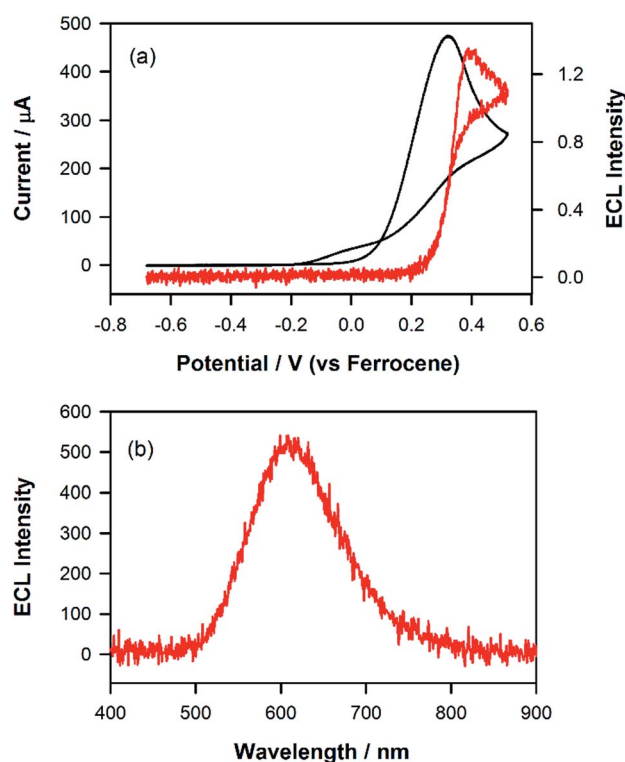 (a)
500
400
300
200
100
0
Current / μA
1.2
0.8
0.4
0.0
ECL Intensity
-0.8 -0.6 -0.4 -0.2 0.0 0.2 0.4 0.6
Potential / V (vs Ferrocene)
(b)
600
500
400
300
200
100
0
ECL Intensity
400 500 600 700 800 900
Wavelength / nm